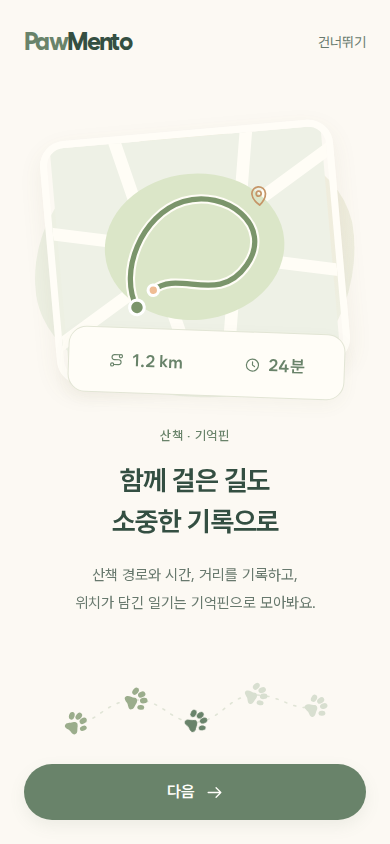 PawMento
건너뛰기
1.2 km
24분
산책 · 기억핀
함께 걸은 길도
소중한 기록으로
산책 경로와 시간, 거리를 기록하고,
위치가 담긴 일기는 기억핀으로 모아봐요.
다음 →